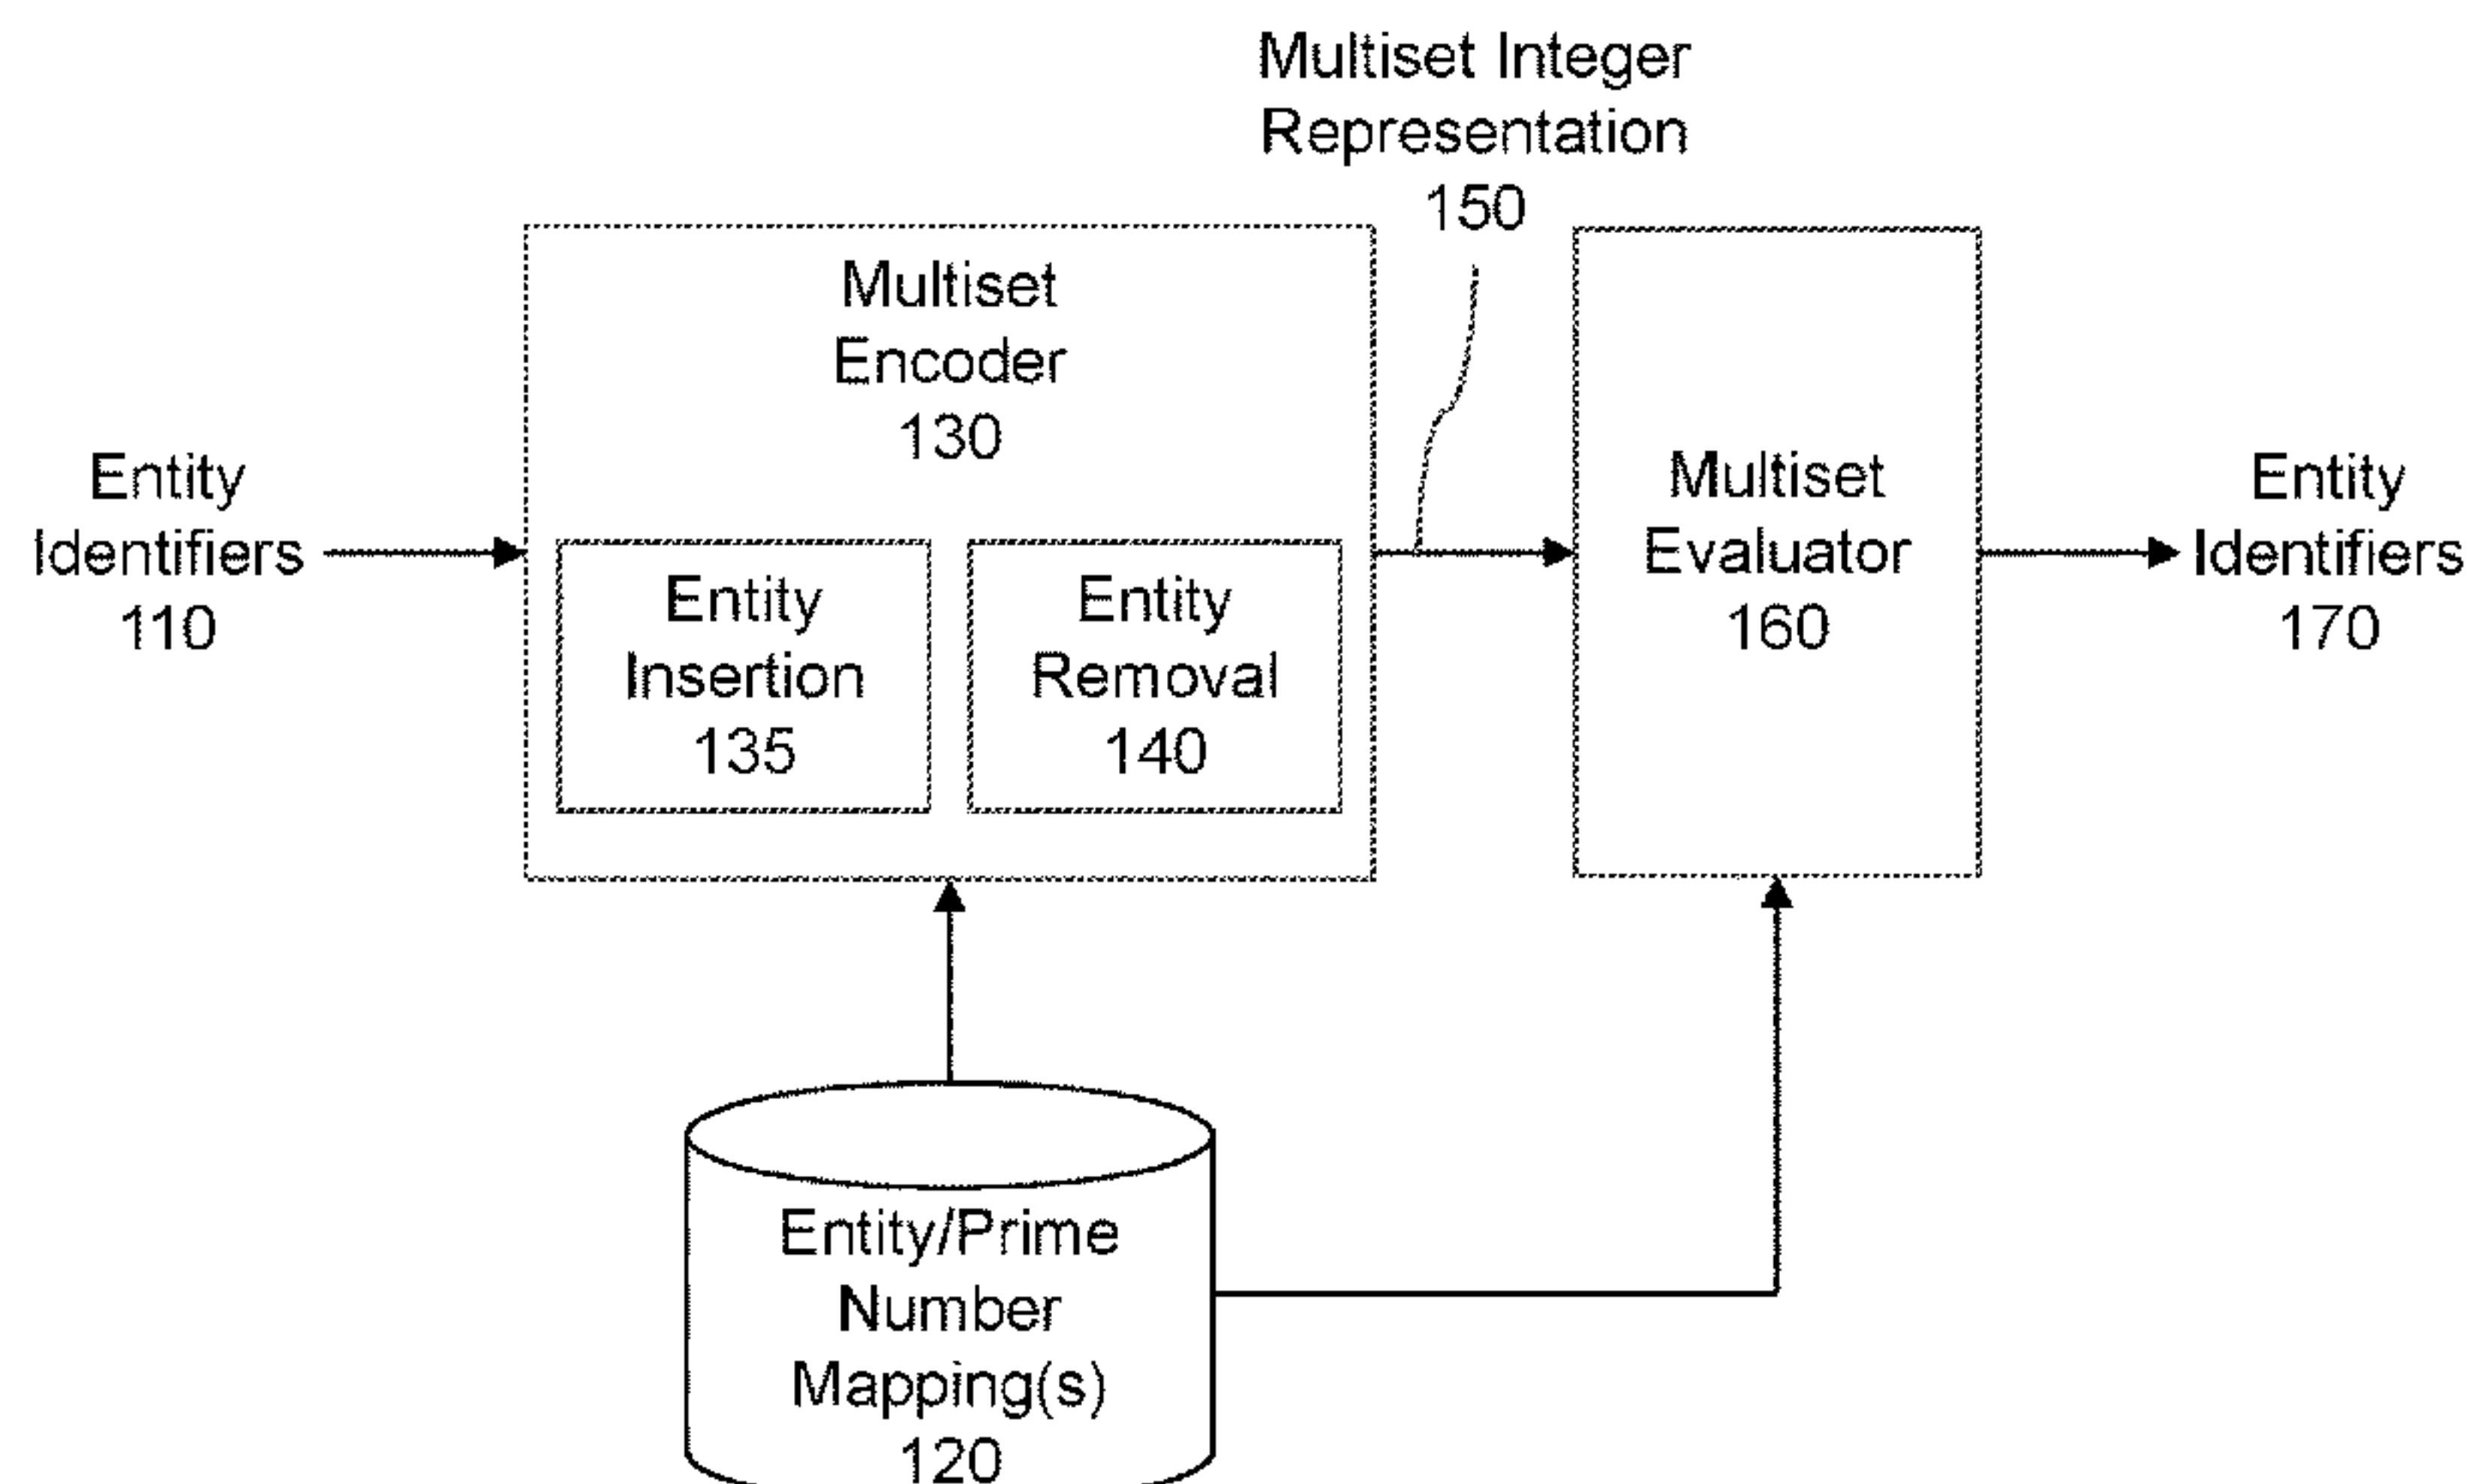 Multiset Integer
Representation
150
Multiset
Encoder
130
Entity
Identifiers
110
Entity
Insertion
135
Entity
Removal
140
Multiset
Evaluator
160
Entity
Identifiers
170
Entity/Prime
Number
Mapping(s)
120